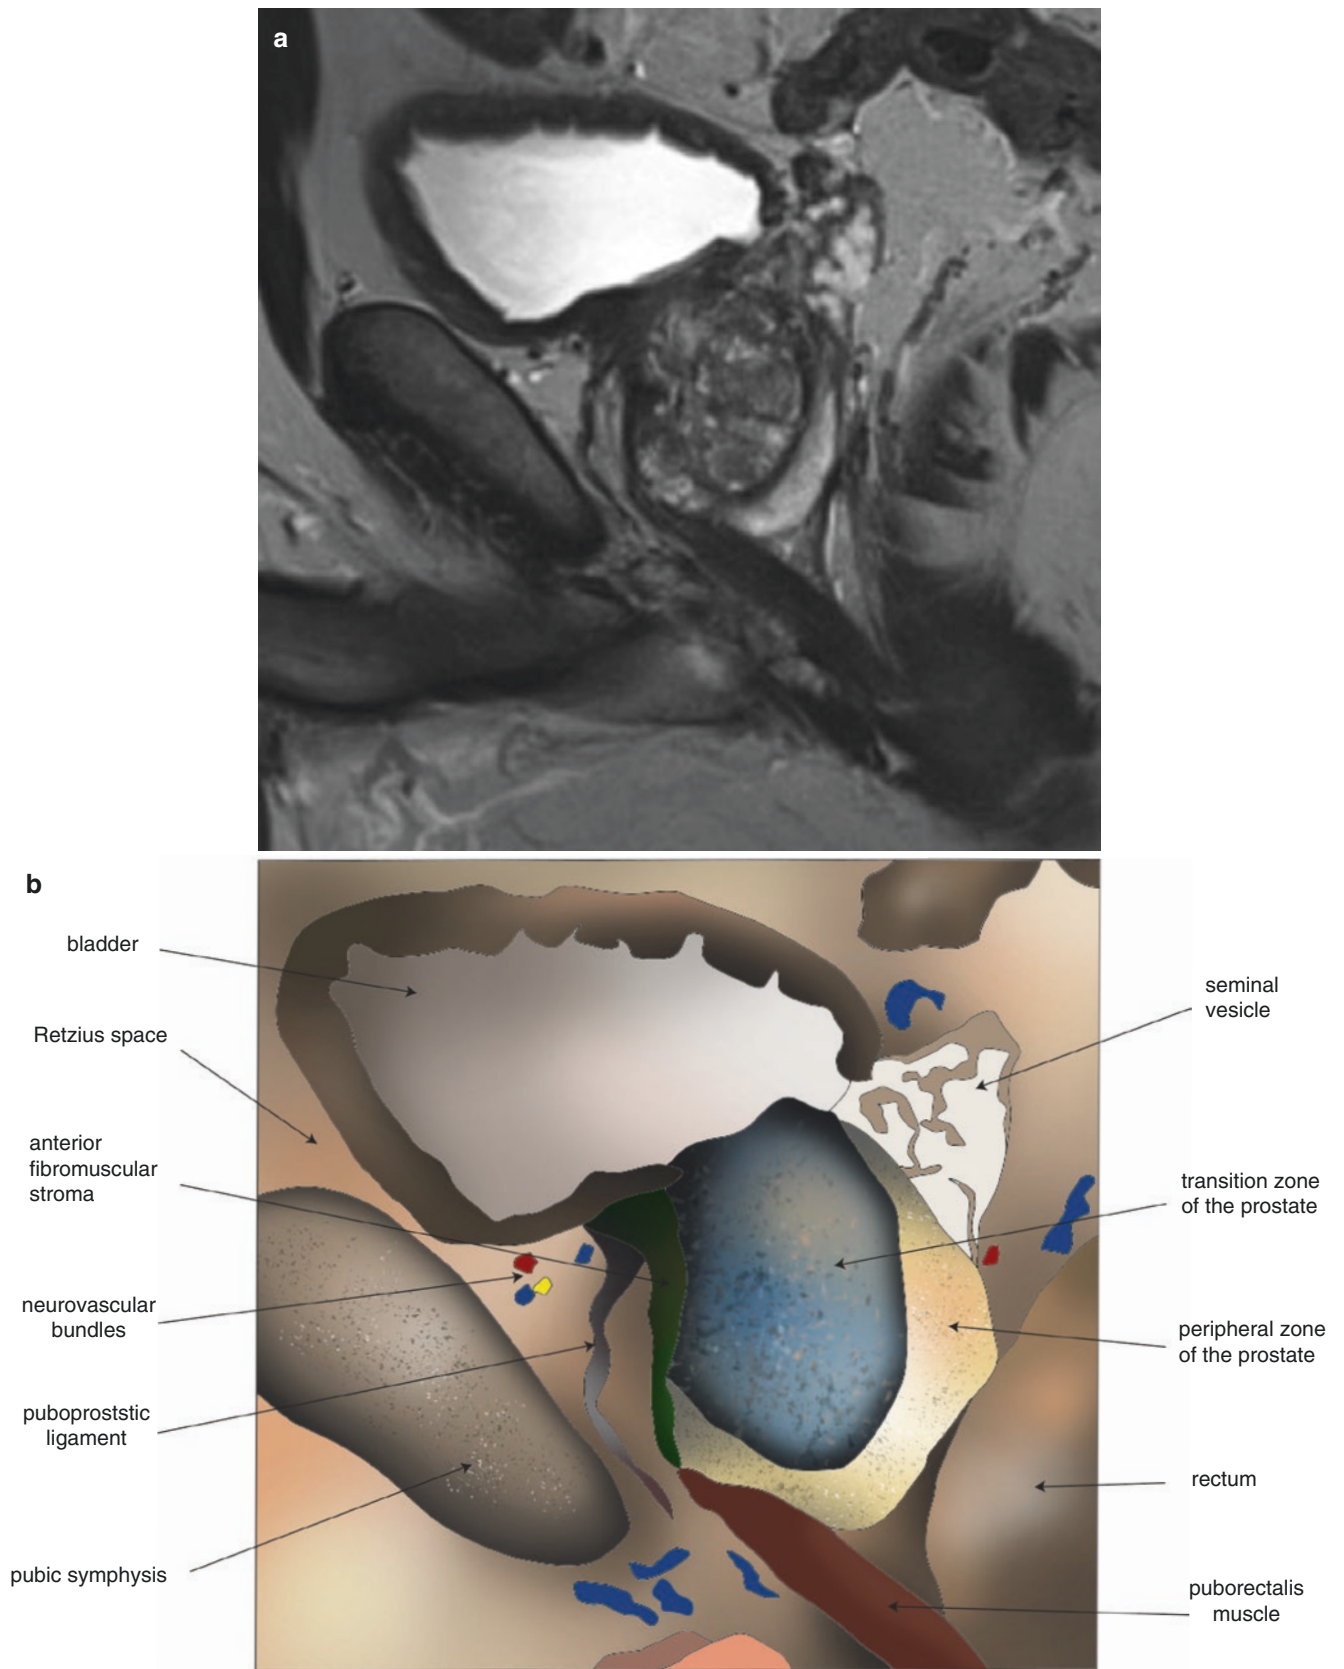 a
b
bladder
Retzius space
anterior
fibromuscular
stroma
neurovascular
bundles
puboproststic
ligament
pubic symphysis
seminal
vesicle
transition zone
of the prostate
peripheral zone
of the prostate
rectum
puborectalis
muscle